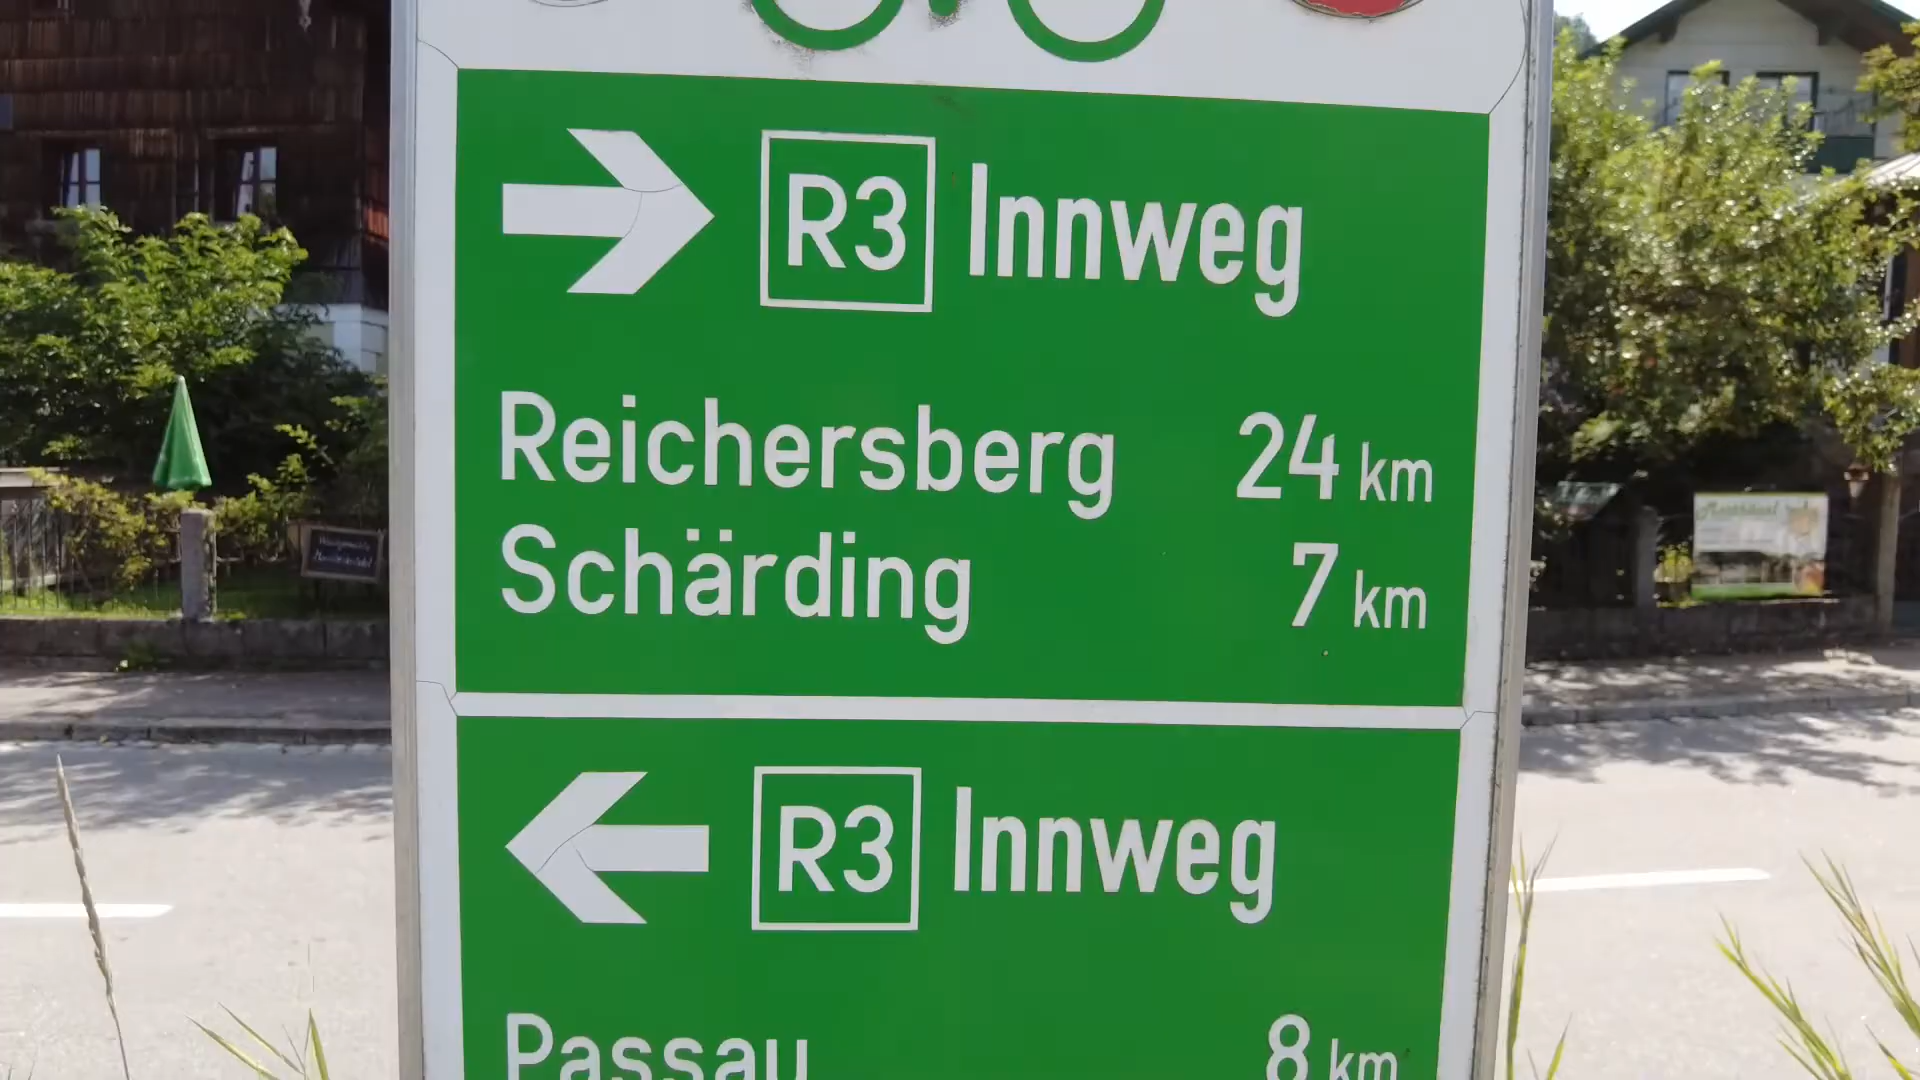 R3 Innweg
Reichersberg 24 km
Schärding 7 km
R3 Innweg
Passau 8 km